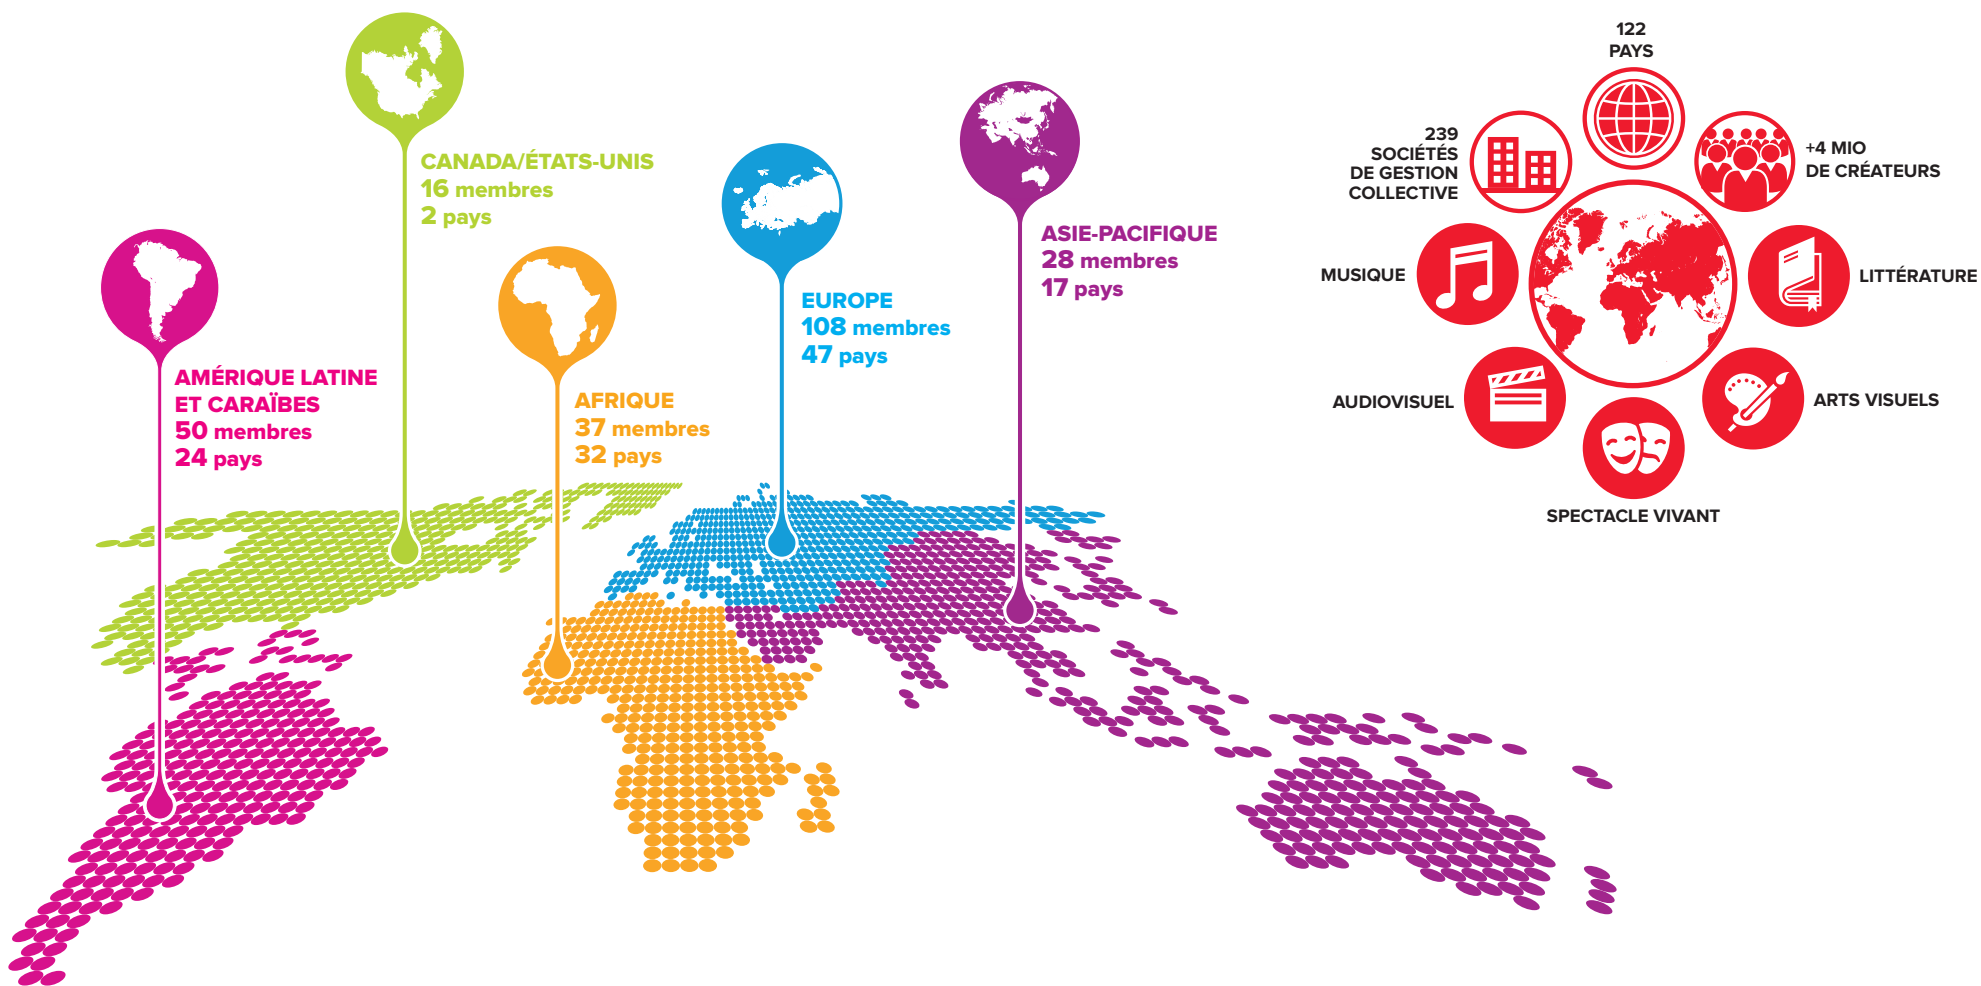 CANADA/ÉTATS-UNIS
16 membres
2 pays
AMÉRIQUE LATINE
ET CARAÏBES
50 membres
24 pays
AFRIQUE
37 membres
32 pays
EUROPE
108 membres
47 pays
ASIE-PACIFIQUE
28 membres
17 pays
122
PAYS
239
SOCIÉTÉS
DE GESTION
COLLECTIVE
+4 MIO
DE CRÉATEURS
MUSIQUE
LITTÉRATURE
AUDIOVISUEL
ARTS VISUELS
SPECTACLE VIVANT